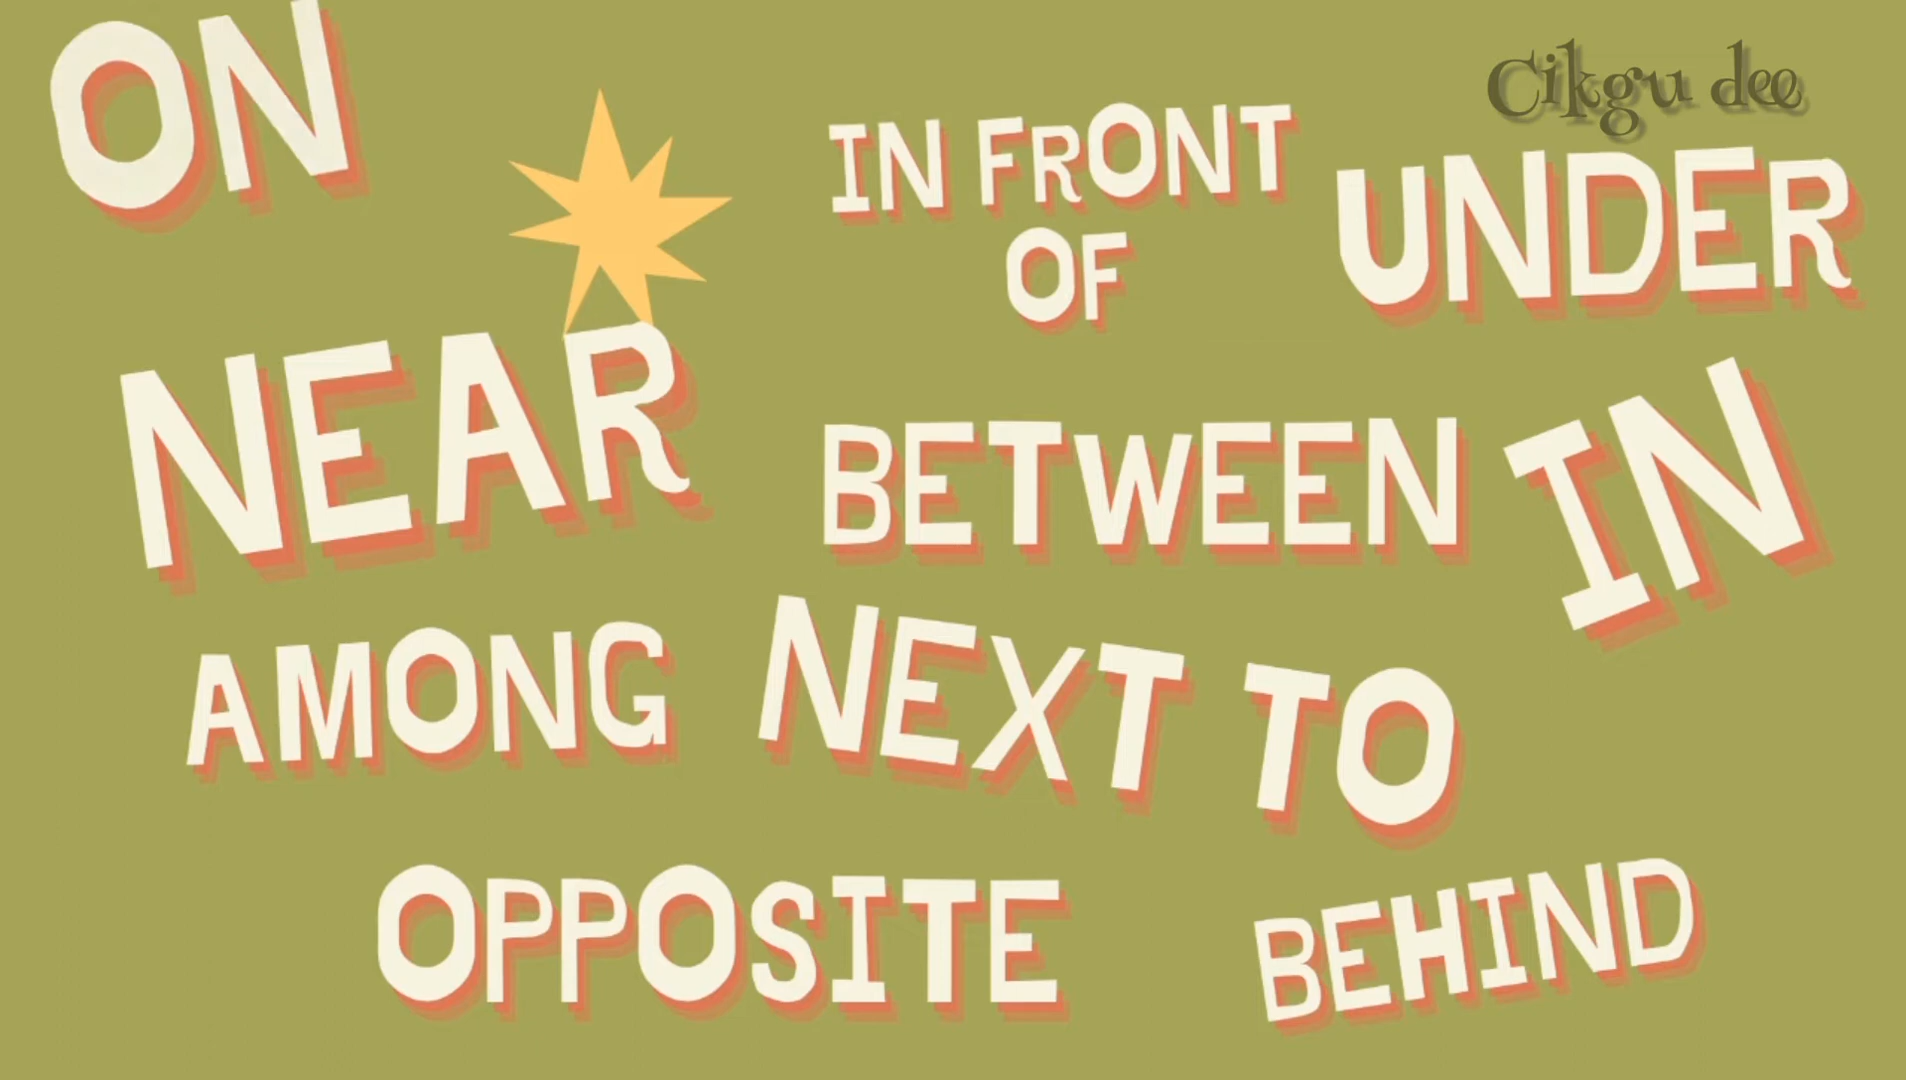 ON
Cikgu dee
IN FRONT
OF
UNDER
NEAR
BETWEEN
IN
AMONG
NEXT TO
OPPOSITE
BEHIND